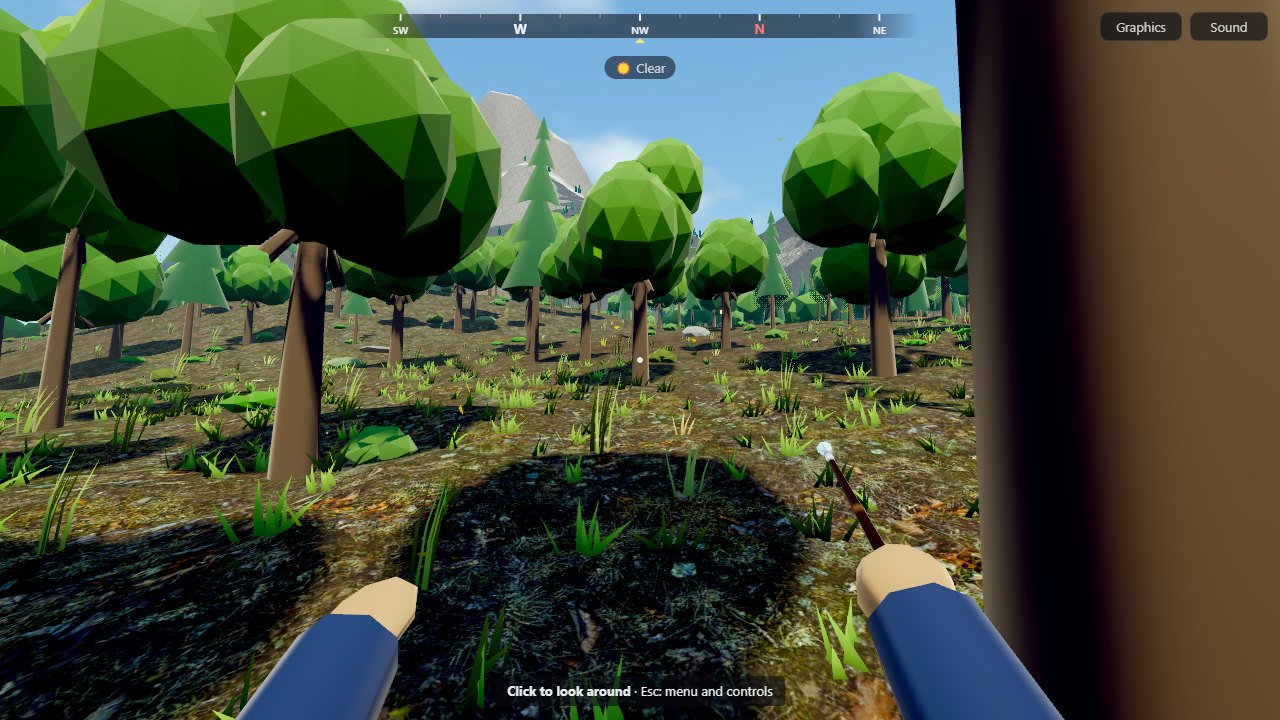 SW W NW N NE
Graphics Sound
Clear
Click to look around · Esc: menu and controls